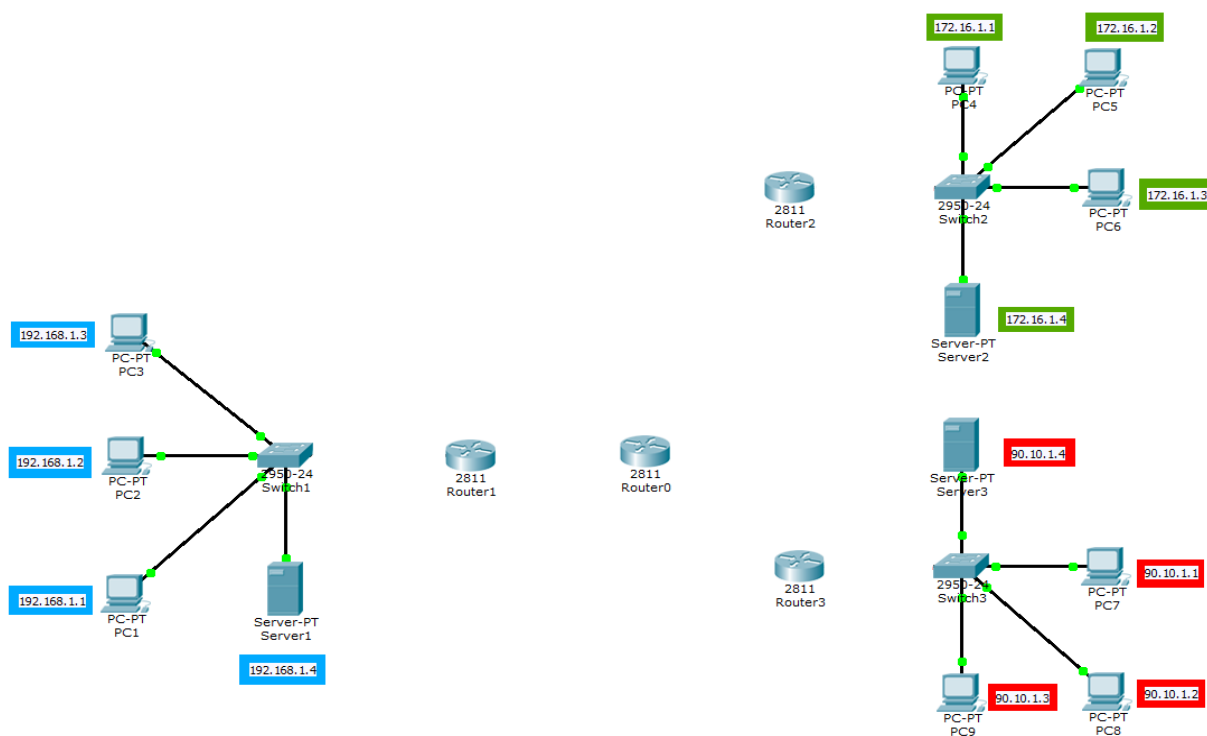 172.16.1.1
172.16.1.2
PC-PT
PC4
PC-PT
PC5
2811
Router2
2950-24
Switch2
172.16.1.3
PC-PT
PC6
172.16.1.4
Server-PT
Server2
192.168.1.3
PC-PT
PC3
192.168.1.2
PC-PT
PC2
2950-24
Switch1
2811
Router1
2811
Router0
90.10.1.4
Server-PT
Server3
192.168.1.1
PC-PT
PC1
Server-PT
Server1
192.168.1.4
2811
Router3
2950-24
Switch3
90.10.1.1
PC-PT
PC7
90.10.1.3
PC-PT
PC9
90.10.1.2
PC-PT
PC8